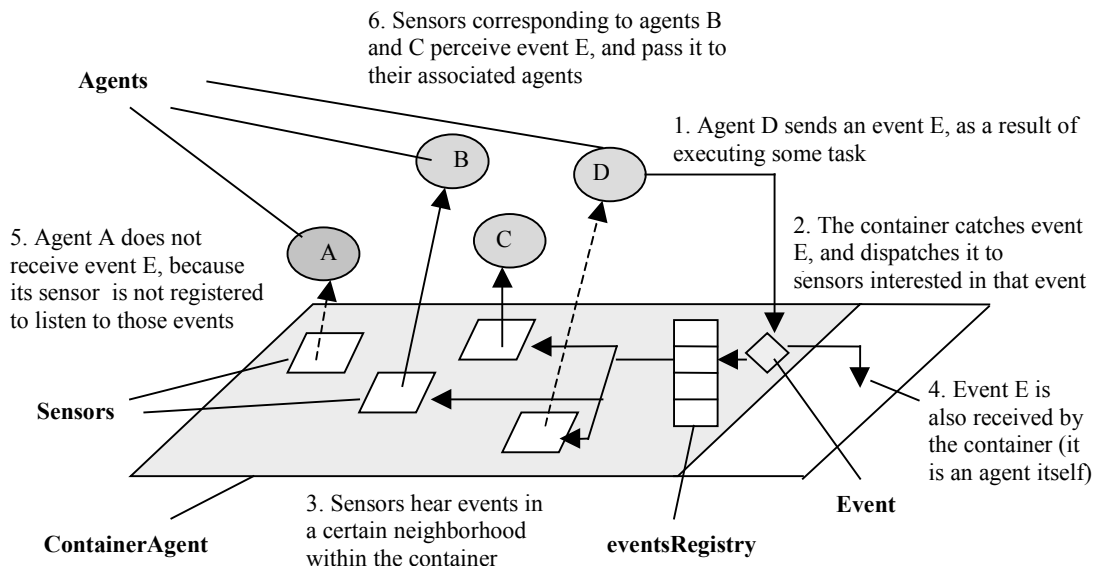 6. Sensors corresponding to agents B
and C perceive event E, and pass it to
their associated agents
Agents
1. Agent D sends an event E, as a result of
executing some task
B
D
5. Agent A does not
receive event E, because
its sensor is not registered
to listen to those events
A
C
2. The container catches event
E, and dispatches it to
sensors interested in that event
Sensors
4. Event E is
also received by
the container (it
is an agent itself)
3. Sensors hear events in
a certain neighborhood
within the container
Event
ContainerAgent
eventsRegistry